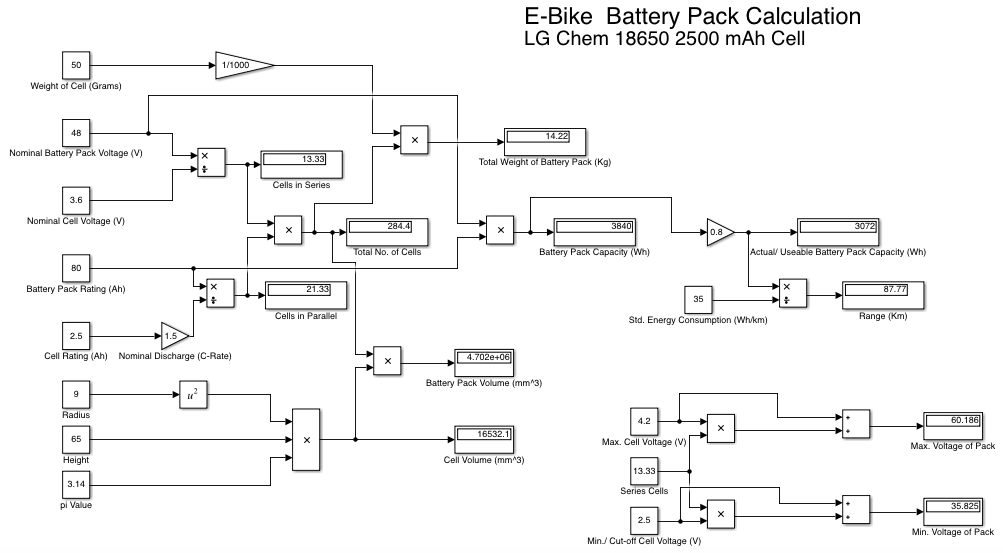 E-Bike Battery Pack Calculation
LG Chem 18650 2500 mAh Cell
50
Weight of Cell (Grams)
1/1000
48
Nominal Battery Pack Voltage (V)
×
÷
13.33
Cells in Series
×
14.22
Total Weight of Battery Pack (Kg)
3.6
Nominal Cell Voltage (V)
×
284.4
Total No. of Cells
×
3840
Battery Pack Capacity (Wh)
0.8
3072
Actual/ Useable Battery Pack Capacity (Wh)
80
Battery Pack Rating (Ah)
×
÷
21.33
Cells in Parallel
35
Std. Energy Consumption (Wh/km)
×
÷
87.77
Range (Km)
2.5
Cell Rating (Ah)
1.5
Nominal Discharge (C-Rate)
×
4.702e+06
Battery Pack Volume (mm^3)
9
Radius
u²
65
Height
×
16532.1
Cell Volume (mm^3)
3.14
pi Value
4.2
Max. Cell Voltage (V)
×
+
+
60.186
Max. Voltage of Pack
13.33
Series Cells
2.5
Min./ Cut-off Cell Voltage (V)
×
+
+
35.825
Min. Voltage of Pack